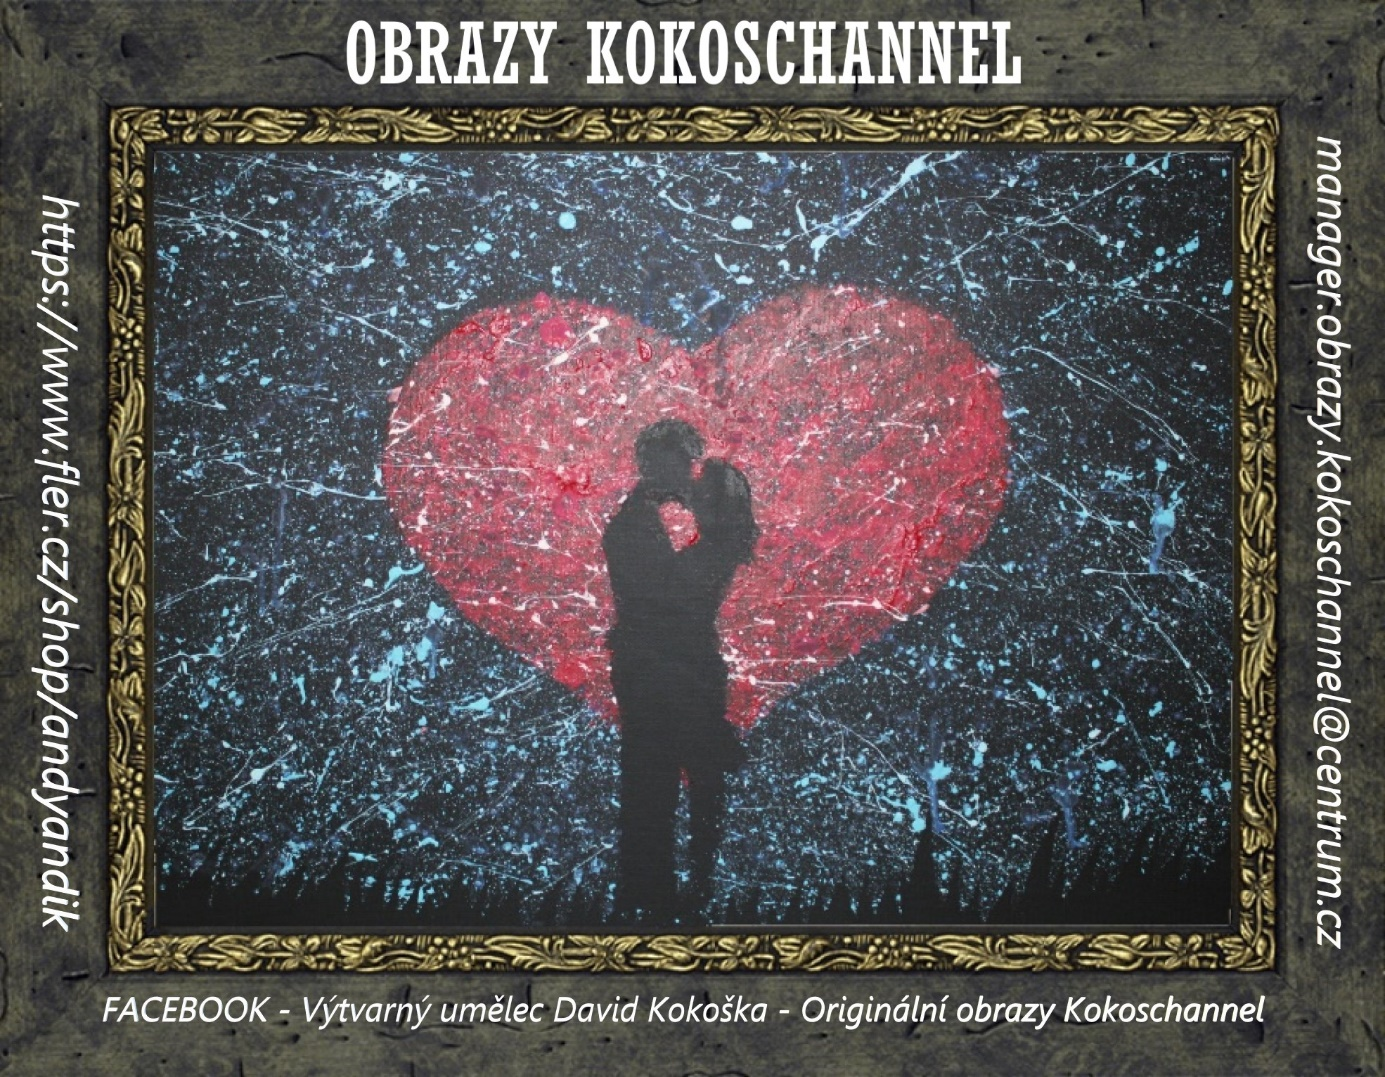 OBRAZY KOKOSCHANNEL
https://www.fler.cz/shop/andyandik
manager.obrazy.kokoschannel@centrum.cz
FACEBOOK - Výtvarný umělec David Kokoška - Originální obrazy Kokoschannel